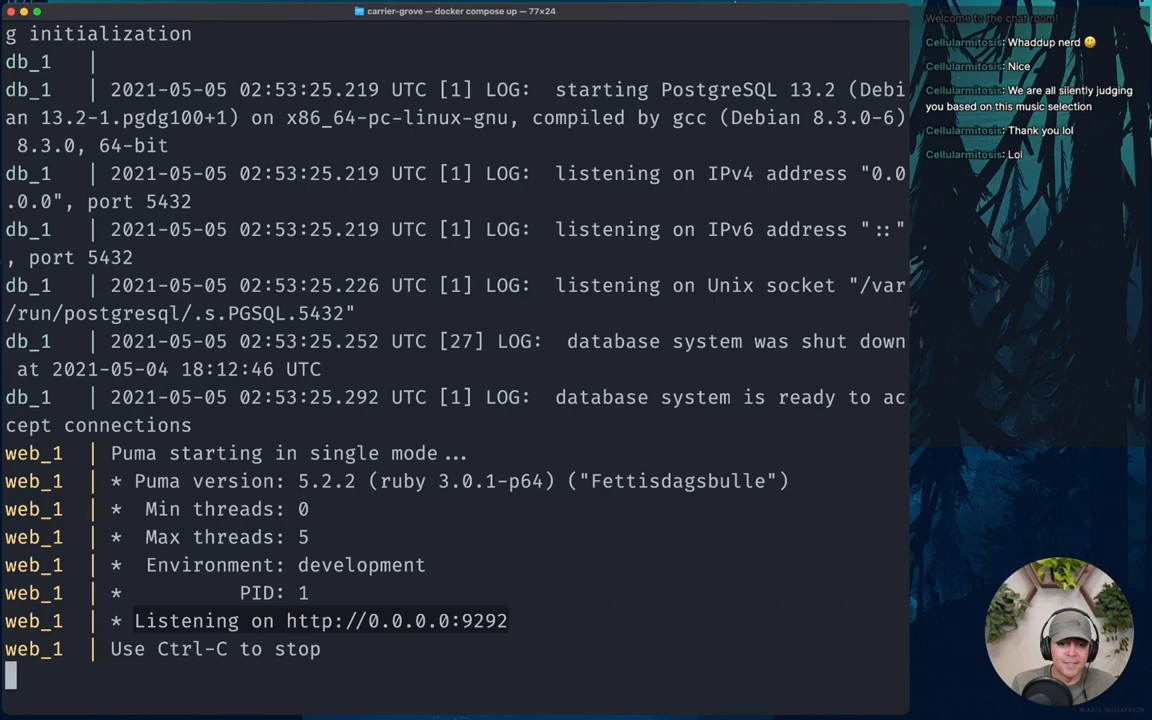 carrier-grove — docker compose up — 77×24
g initialization
db_1 |
db_1 | 2021-05-05 02:53:25.219 UTC [1] LOG: starting PostgreSQL 13.2 (Debi
an 13.2-1.pgdg100+1) on x86_64-pc-linux-gnu, compiled by gcc (Debian 8.3.0-6)
8.3.0, 64-bit
db_1 | 2021-05-05 02:53:25.219 UTC [1] LOG: listening on IPv4 address "0.0
.0.0", port 5432
db_1 | 2021-05-05 02:53:25.219 UTC [1] LOG: listening on IPv6 address "::"
, port 5432
db_1 | 2021-05-05 02:53:25.226 UTC [1] LOG: listening on Unix socket "/var
/run/postgresql/.s.PGSQL.5432"
db_1 | 2021-05-05 02:53:25.252 UTC [27] LOG: database system was shut down
at 2021-05-04 18:12:46 UTC
db_1 | 2021-05-05 02:53:25.292 UTC [1] LOG: database system is ready to ac
cept connections
web_1 | Puma starting in single mode...
web_1 | * Puma version: 5.2.2 (ruby 3.0.1-p64) ("Fettisdagsbulle")
web_1 | * Min threads: 0
web_1 | * Max threads: 5
web_1 | * Environment: development
web_1 | * PID: 1
web_1 | * Listening on http://0.0.0.0:9292
web_1 | Use Ctrl-C to stop
Welcome to the chat room!
Cellularmitosis: Whaddup nerd 😃
Cellularmitosis: Nice
Cellularmitosis: We are all silently judging
you based on this music selection
Cellularmitosis: Thank you lol
Cellularmitosis: Lol
MIKAEL GUSTAFSSON